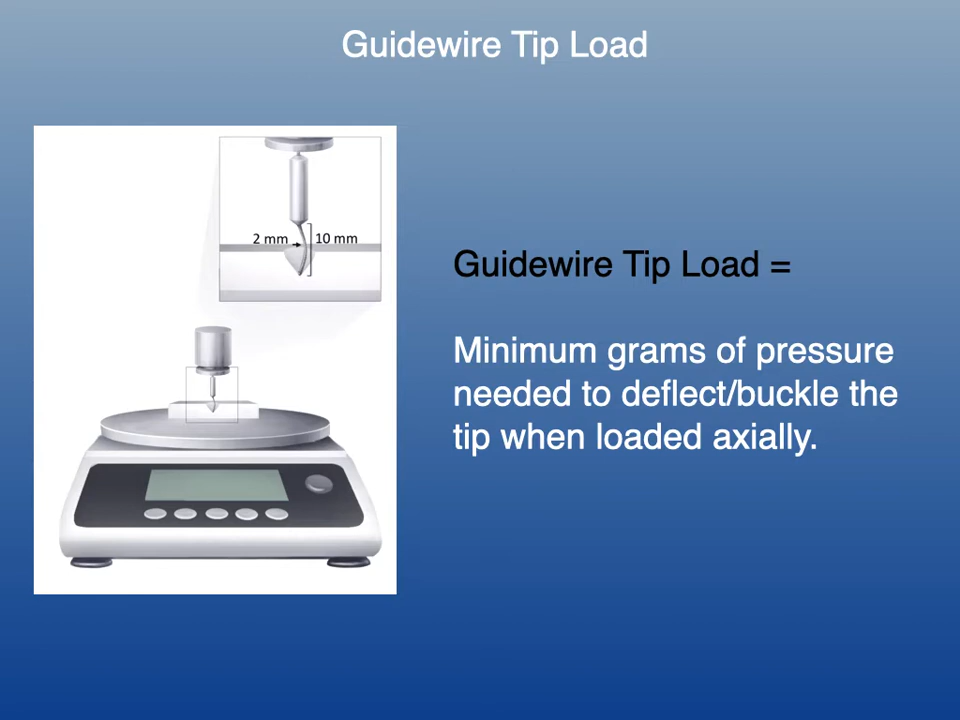 Guidewire Tip Load
2 mm
10 mm
Guidewire Tip Load =
Minimum grams of pressure
needed to deflect/buckle the
tip when loaded axially.